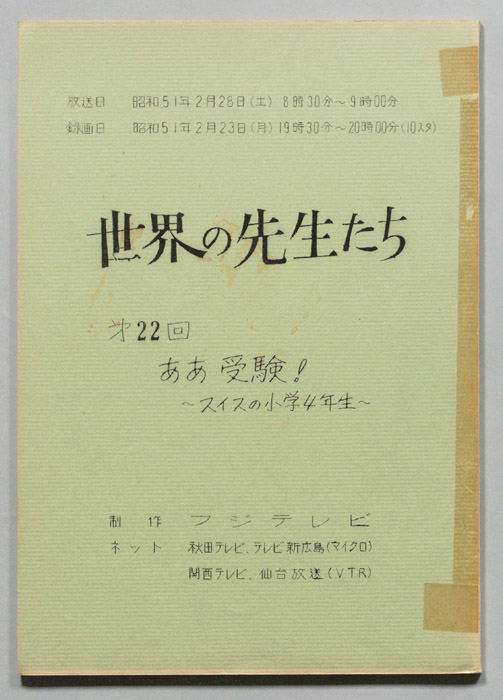 放送日 昭和51年2月28日(土) 8時30分～9時00分
録画日 昭和51年2月23日(月) 19時30分～20時00分(10スタ)
世界の先生たち
第22回
ああ受験!
～スイスの小学4年生～
制作 フジテレビ
ネット 秋田テレビ、テレビ新広島(マイクロ)
関西テレビ、仙台放送(VTR)